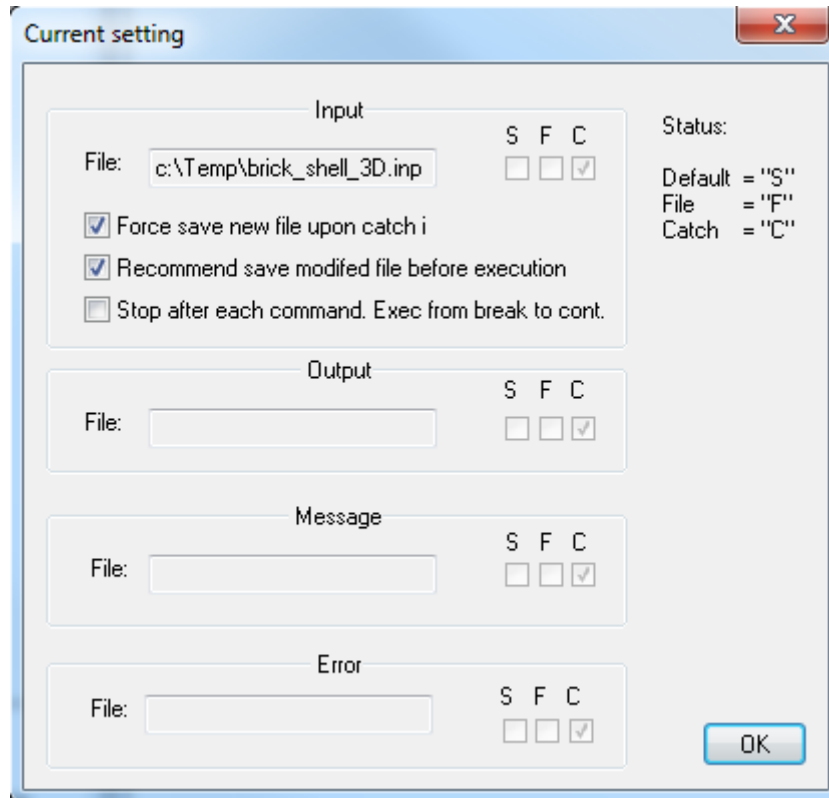 Current setting
Input
S F C
File: c:\Temp\brick_shell_3D.inp
Force save new file upon catch i
Recommend save modifed file before execution
Stop after each command. Exec from break to cont.
Output
S F C
File:
Message
S F C
File:
Error
S F C
File:
Status:
Default = "S"
File = "F"
Catch = "C"
OK